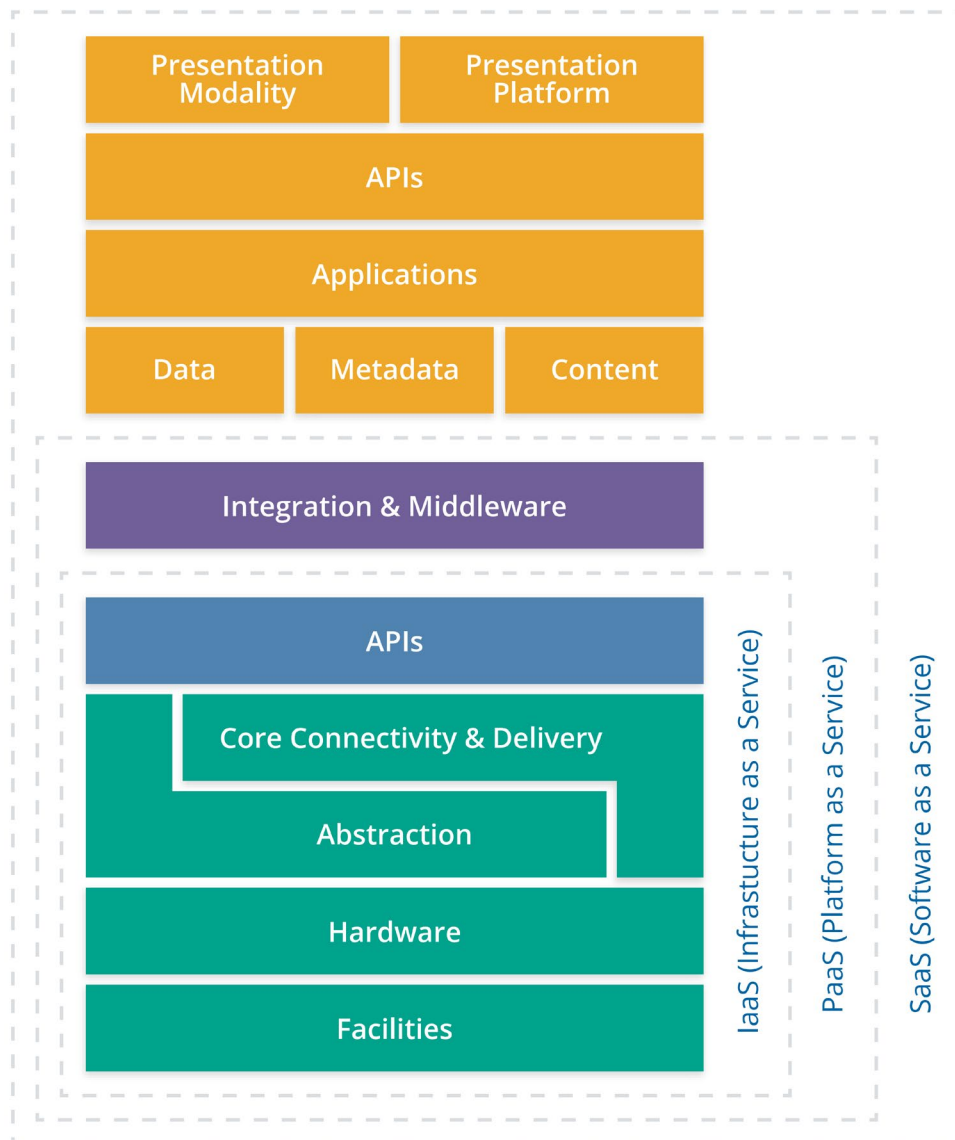 Presentation
Modality
Presentation
Platform
APIs
Applications
Data
Metadata
Content
Integration & Middleware
APIs
Core Connectivity & Delivery
Abstraction
Hardware
Facilities
IaaS (Infrastucture as a Service)
PaaS (Platform as a Service)
SaaS (Software as a Service)